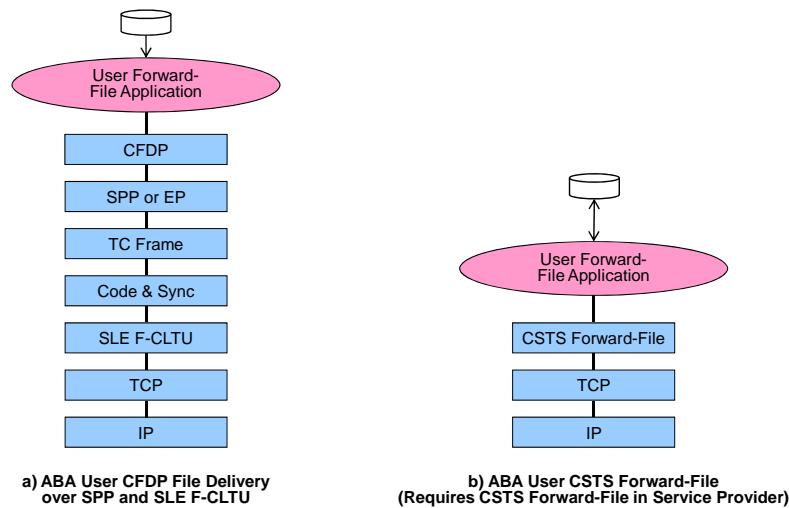 User Forward-
File Application
CFDP
SPP or EP
TC Frame
Code & Sync
SLE F-CLTU
TCP
IP
a) ABA User CFDP File Delivery
over SPP and SLE F-CLTU
User Forward-
File Application
CSTS Forward-File
TCP
IP
b) ABA User CSTS Forward-File
(Requires CSTS Forward-File in Service Provider)